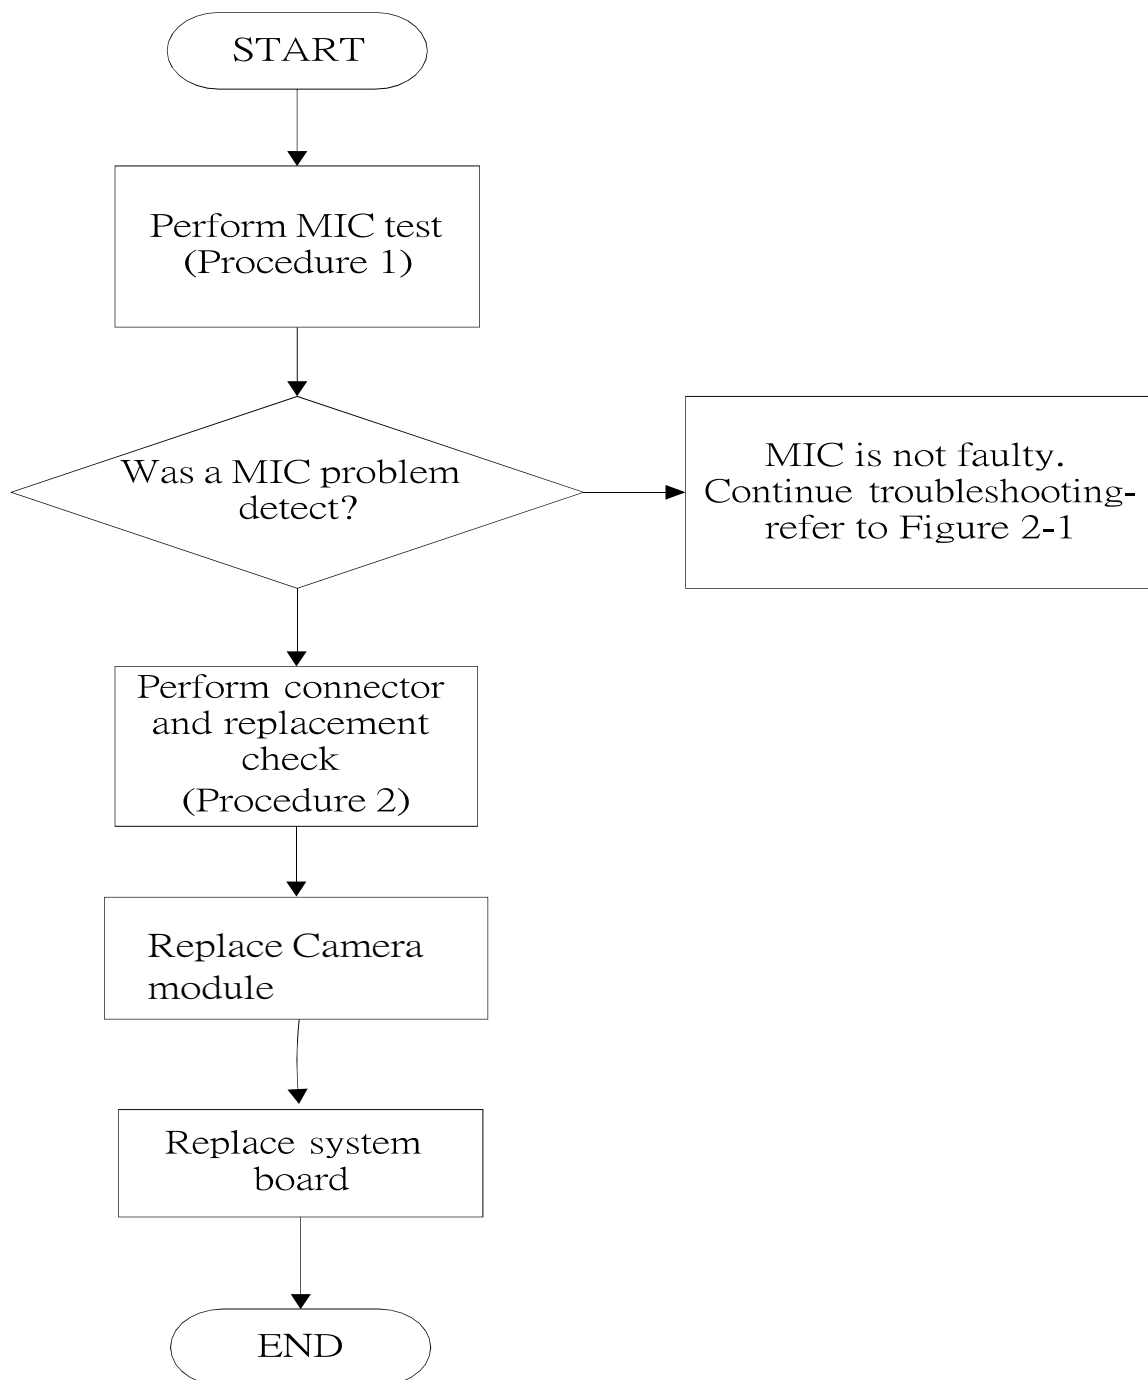 START
Perform MIC test
(Procedure 1)
Was a MIC problem
detect?
MIC is not faulty.
Continue troubleshooting-
refer to Figure 2-1
Perform connector
and replacement
check
(Procedure 2)
Replace Camera
module
Replace system
board
END